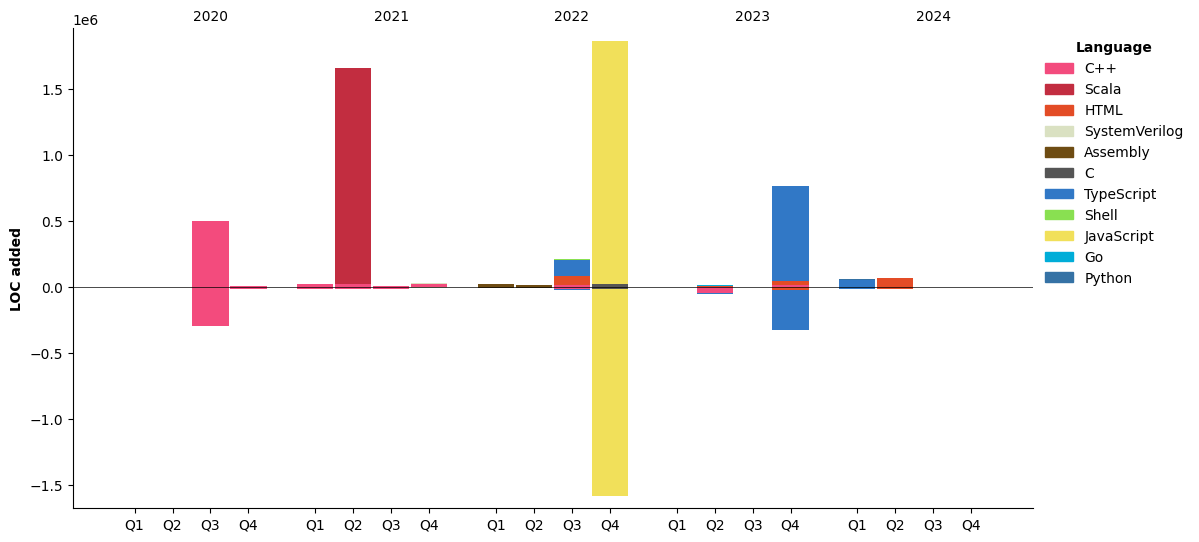 2020 2021 2022 2023 2024
1e6
Language
C++
Scala
HTML
SystemVerilog
Assembly
C
TypeScript
Shell
JavaScript
Go
Python
LOC added
1.5
1.0
0.5
0.0
−0.5
−1.0
−1.5
Q1 Q2 Q3 Q4 Q1 Q2 Q3 Q4 Q1 Q2 Q3 Q4 Q1 Q2 Q3 Q4 Q1 Q2 Q3 Q4